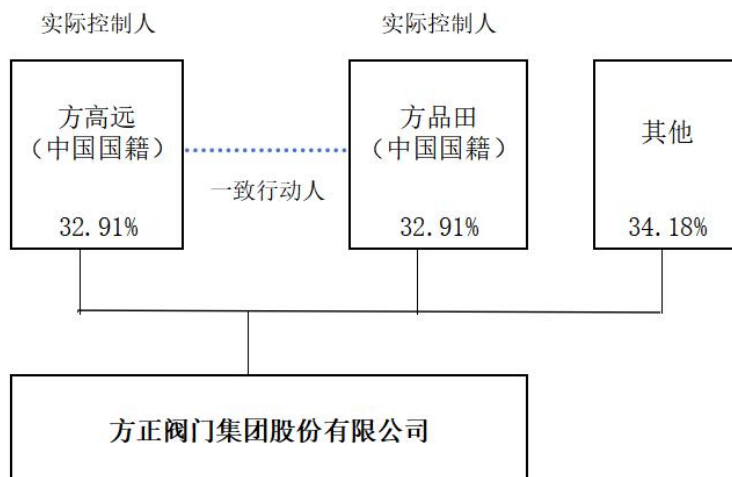 实际控制人
实际控制人
方高远
（中国国籍）
32.91%
一致行动人
方品田
（中国国籍）
32.91%
其他
34.18%
方正阀门集团股份有限公司